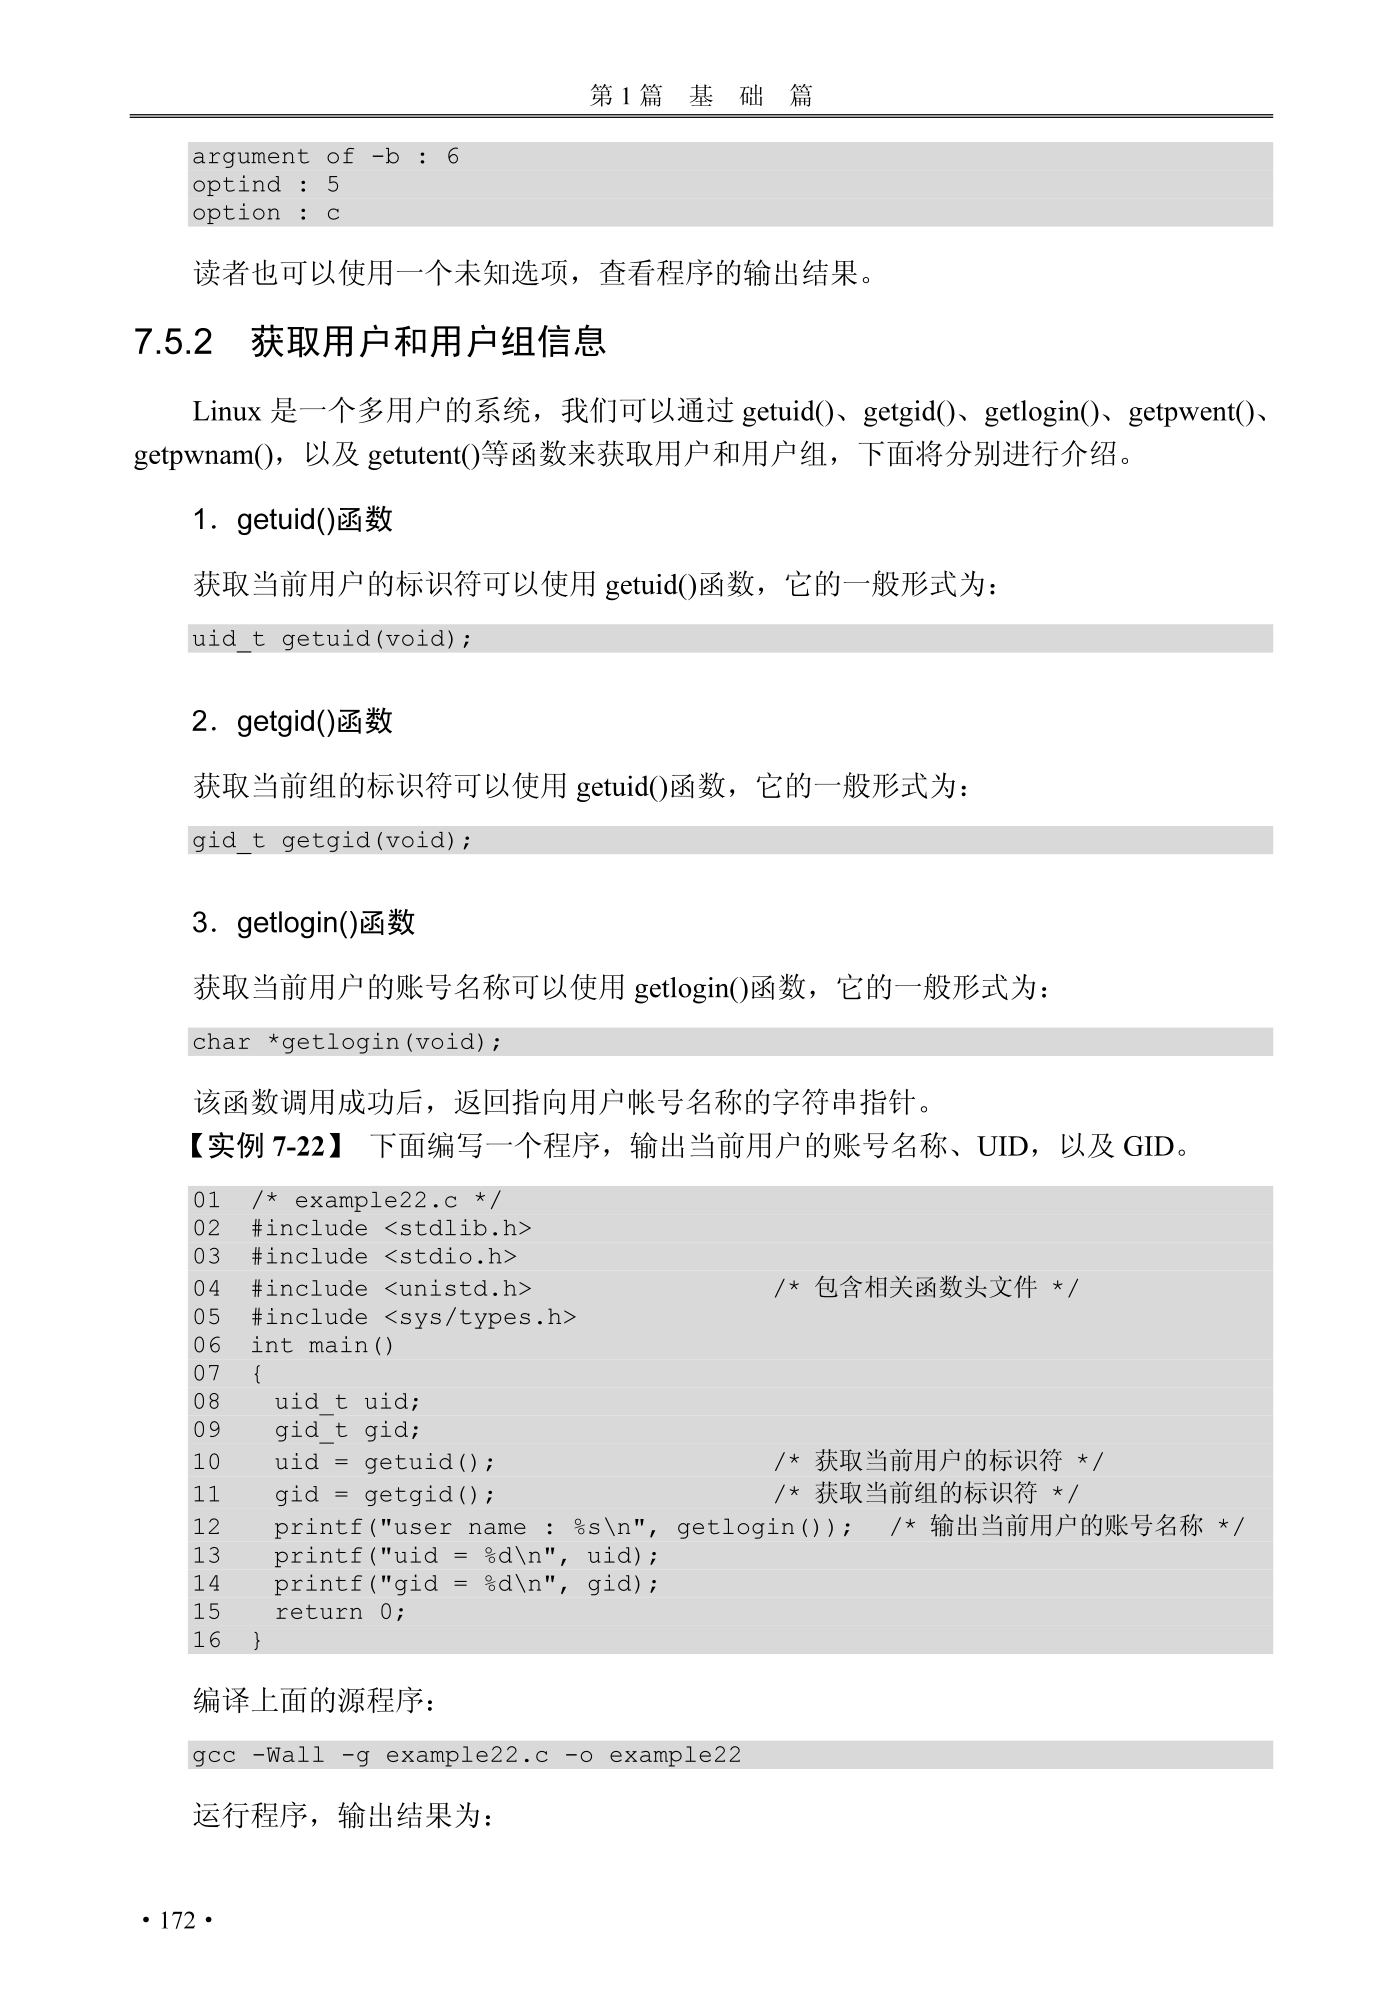 第 1 篇　基　础　篇
argument of -b : 6
optind : 5
option : c
读者也可以使用一个未知选项，查看程序的输出结果。
7.5.2　获取用户和用户组信息
Linux 是一个多用户的系统，我们可以通过 getuid()、getgid()、getlogin()、getpwent()、
getpwnam()，以及 getutent()等函数来获取用户和用户组，下面将分别进行介绍。
1．getuid()函数
获取当前用户的标识符可以使用 getuid()函数，它的一般形式为：
uid_t getuid(void);
2．getgid()函数
获取当前组的标识符可以使用 getuid()函数，它的一般形式为：
gid_t getgid(void);
3．getlogin()函数
获取当前用户的账号名称可以使用 getlogin()函数，它的一般形式为：
char *getlogin(void);
该函数调用成功后，返回指向用户帐号名称的字符串指针。
【实例 7-22】 下面编写一个程序，输出当前用户的账号名称、UID，以及 GID。
01  /* example22.c */
02  #include <stdlib.h>
03  #include <stdio.h>
04  #include <unistd.h>                /* 包含相关函数头文件 */
05  #include <sys/types.h>
06  int main()
07  {
08    uid_t uid;
09    gid_t gid;
10    uid = getuid();                  /* 获取当前用户的标识符 */
11    gid = getgid();                  /* 获取当前组的标识符 */
12    printf("user name : %s\n", getlogin());  /* 输出当前用户的账号名称 */
13    printf("uid = %d\n", uid);
14    printf("gid = %d\n", gid);
15    return 0;
16  }
编译上面的源程序：
gcc -Wall -g example22.c -o example22
运行程序，输出结果为：
• 172 •